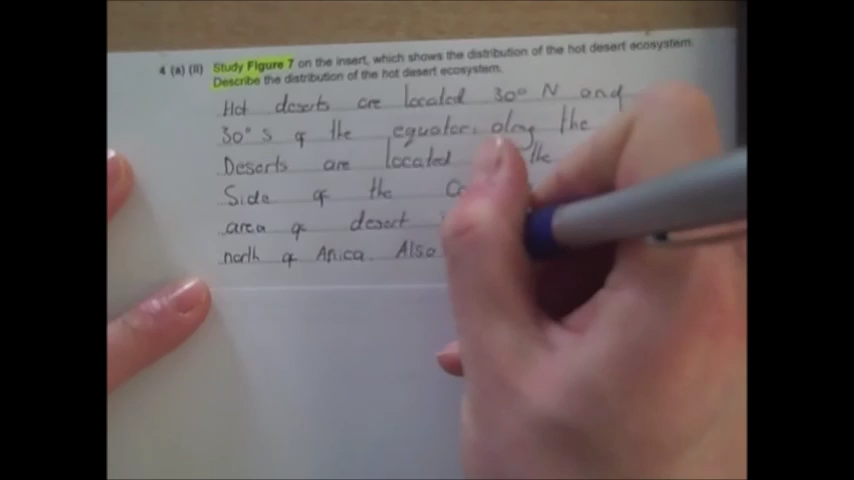 4 (a) (ii) Study Figure 7 on the insert, which shows the distribution of the hot desert ecosystem.
Describe the distribution of the hot desert ecosystem.
Hot deserts are located 30° N and
30° S of the equator, along the
Deserts are located the
Side of the
area of desert
north of Africa. Also